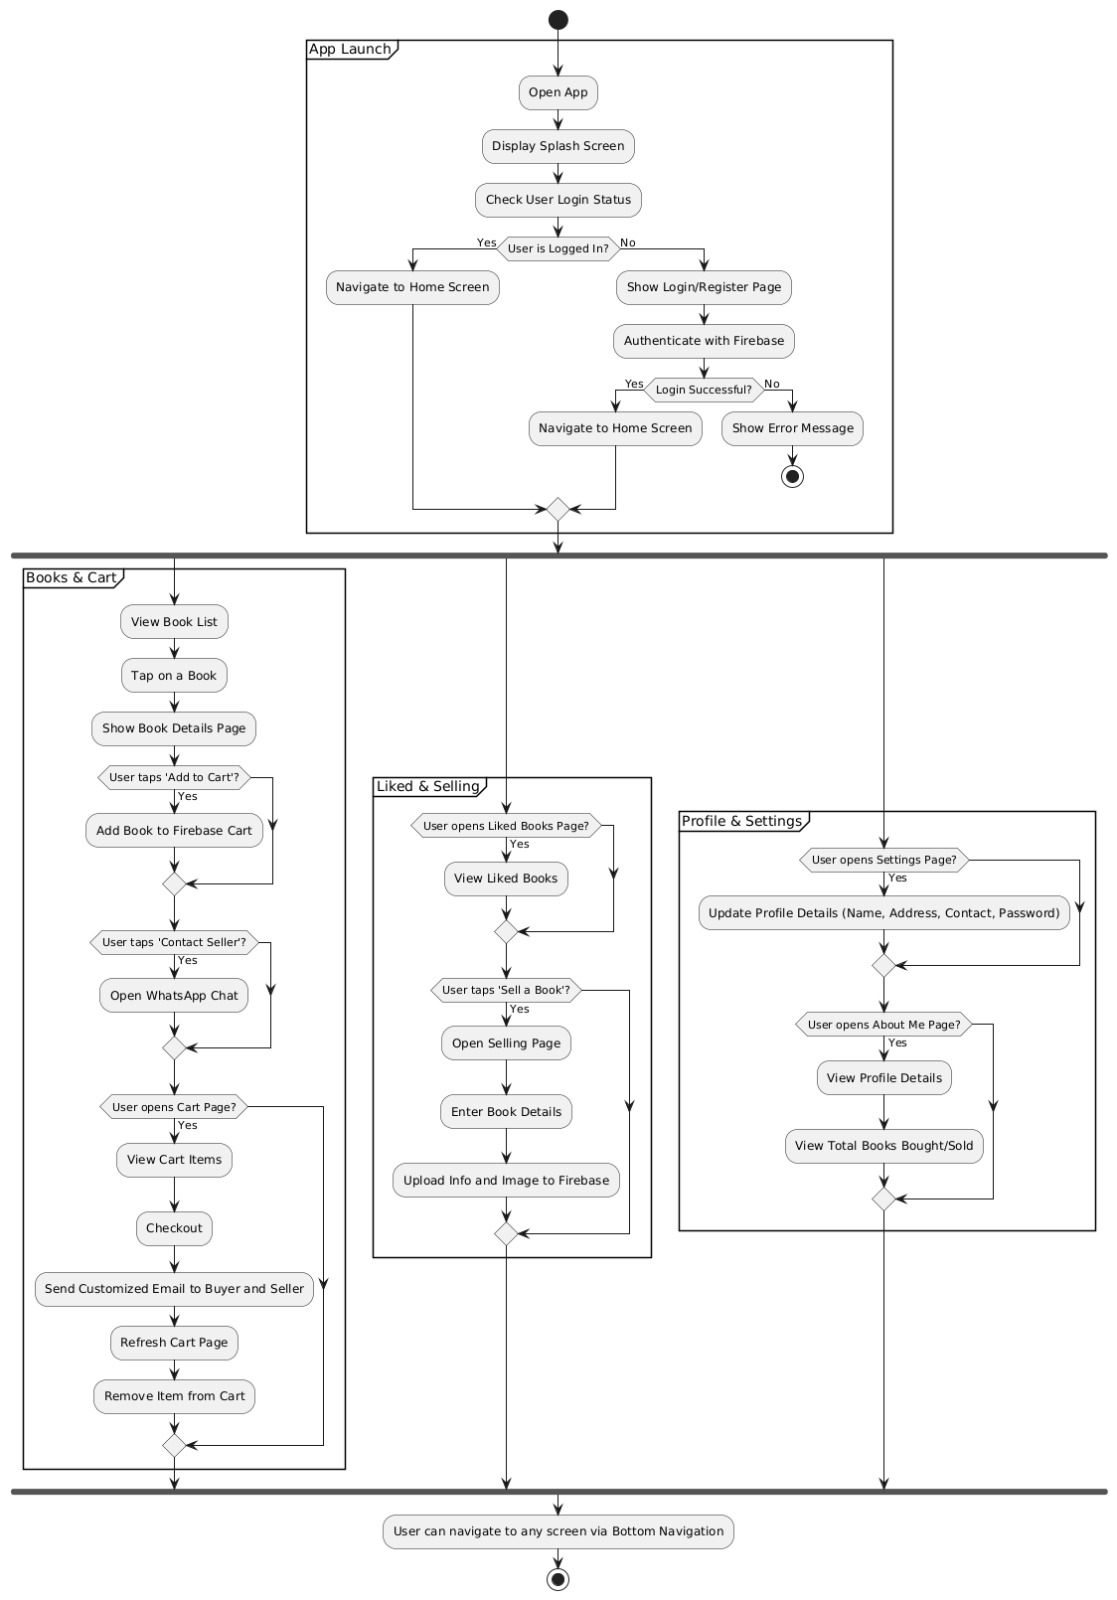 App Launch
Open App
Display Splash Screen
Check User Login Status
Yes
User is Logged In?
No
Navigate to Home Screen
Show Login/Register Page
Authenticate with Firebase
Yes
Login Successful?
No
Navigate to Home Screen
Show Error Message
Books & Cart
View Book List
Tap on a Book
Show Book Details Page
User taps 'Add to Cart'?
Yes
Add Book to Firebase Cart
User taps 'Contact Seller'?
Yes
Open WhatsApp Chat
User opens Cart Page?
Yes
View Cart Items
Checkout
Send Customized Email to Buyer and Seller
Refresh Cart Page
Remove Item from Cart
Liked & Selling
User opens Liked Books Page?
Yes
View Liked Books
User taps 'Sell a Book'?
Yes
Open Selling Page
Enter Book Details
Upload Info and Image to Firebase
Profile & Settings
User opens Settings Page?
Yes
Update Profile Details (Name, Address, Contact, Password)
User opens About Me Page?
Yes
View Profile Details
View Total Books Bought/Sold
User can navigate to any screen via Bottom Navigation